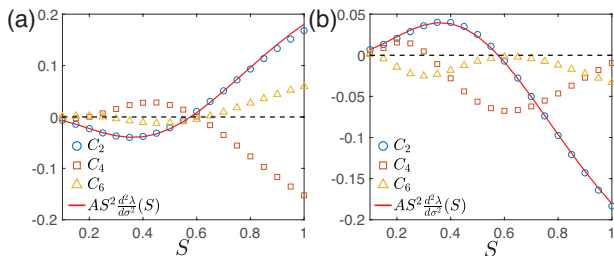 (a)
0.2
0.1
0
-0.1
-0.2
C₂
C₄
C₆
AS² d²λ/dσ² (S)
0.2 0.4 0.6 0.8 1
S
(b)
0.05
0
-0.05
-0.1
-0.15
-0.2
C₂
C₄
C₆
AS² d²λ/dσ² (S)
0.2 0.4 0.6 0.8 1
S